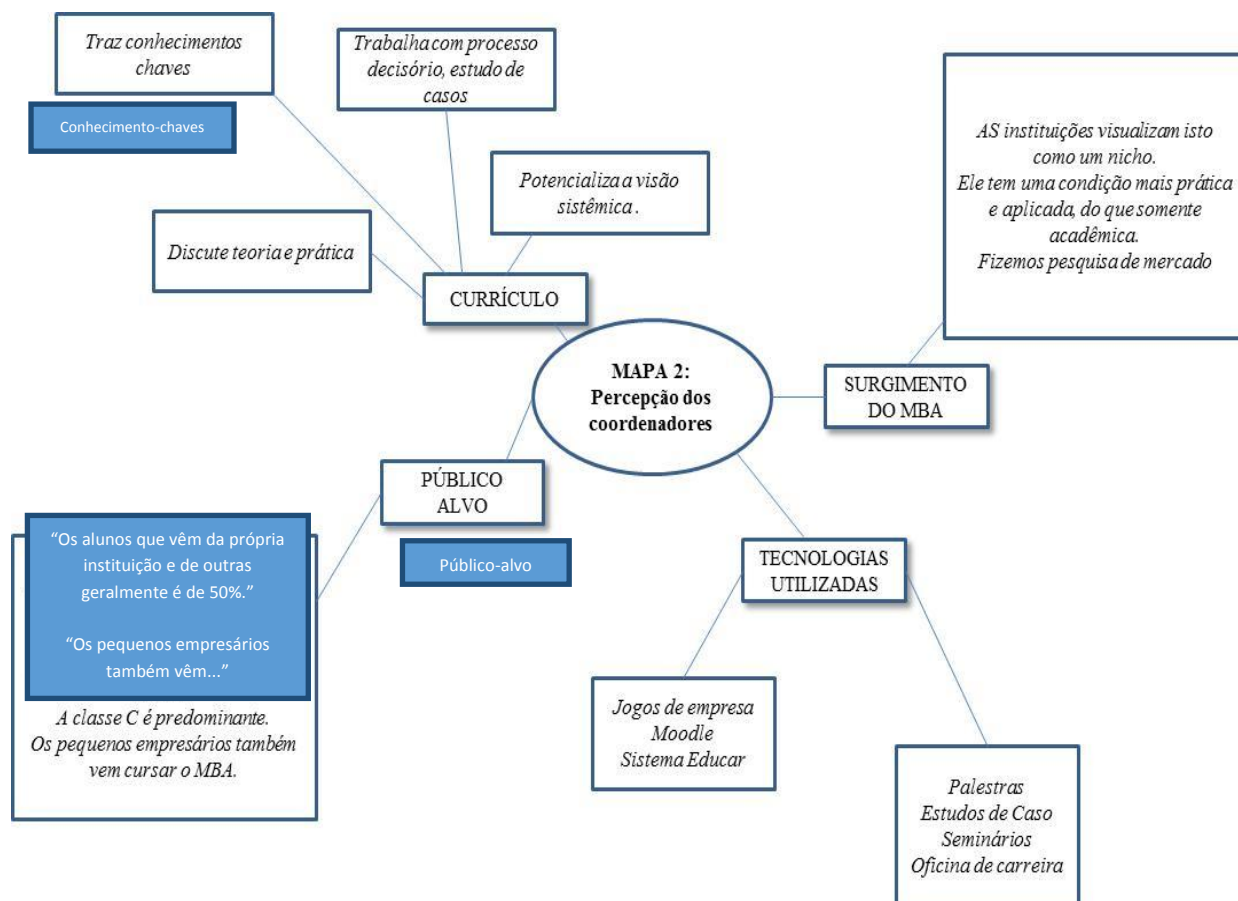 Traz conhecimentos
chaves
Conhecimento-chaves
Trabalha com processo
decisório, estudo de
casos
Potencializa a visão
sistêmica .
Discute teoria e prática
CURRÍCULO
AS instituições visualizam isto
como um nicho.
Ele tem uma condição mais prática
e aplicada, do que somente
acadêmica.
Fizemos pesquisa de mercado
MAPA 2:
Percepção dos
coordenadores
SURGIMENTO
DO MBA
PÚBLICO
ALVO
Público-alvo
“Os alunos que vêm da própria
instituição e de outras
geralmente é de 50%.”
“Os pequenos empresários
também vêm...”
A classe C é predominante.
Os pequenos empresários também
vem cursar o MBA.
TECNOLOGIAS
UTILIZADAS
Jogos de empresa
Moodle
Sistema Educar
Palestras
Estudos de Caso
Seminários
Oficina de carreira